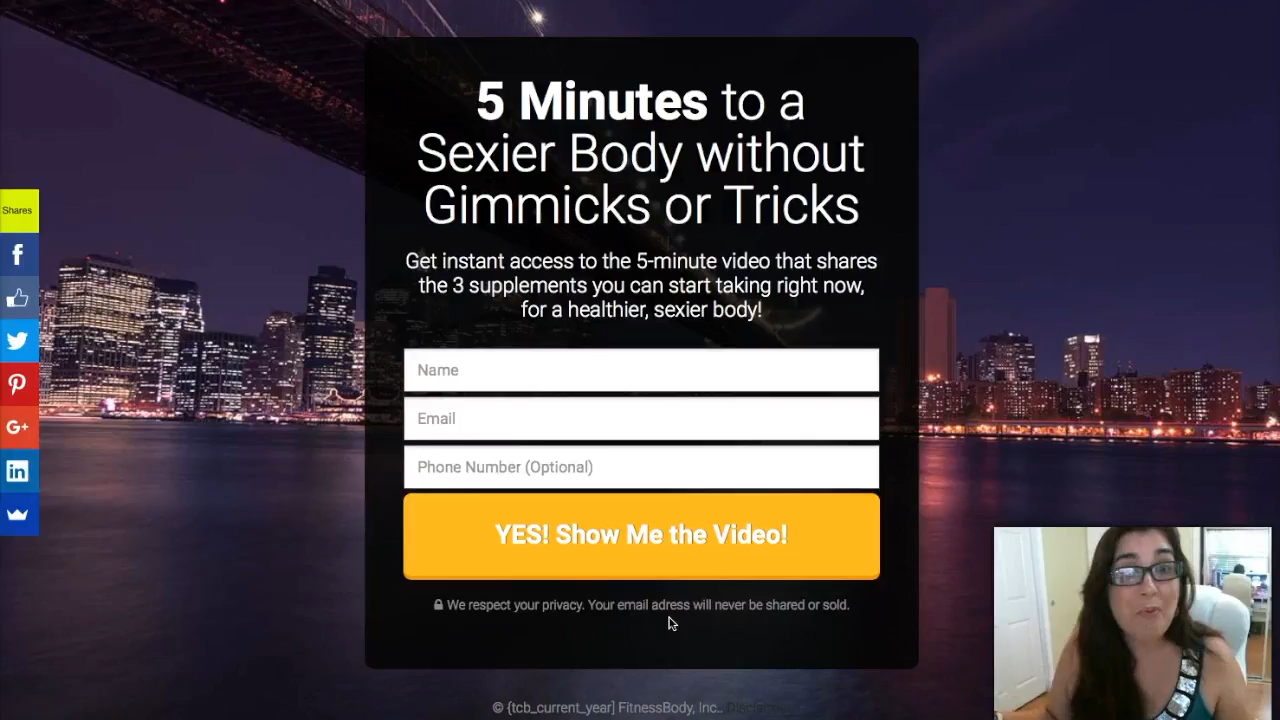 5 Minutes to a
Sexier Body without
Gimmicks or Tricks
Get instant access to the 5-minute video that shares
the 3 supplements you can start taking right now,
for a healthier, sexier body!
Shares
Name
Email
Phone Number (Optional)
YES! Show Me the Video!
We respect your privacy. Your email adress will never be shared or sold.
© {tcb_current_year] FitnessBody, Inc..